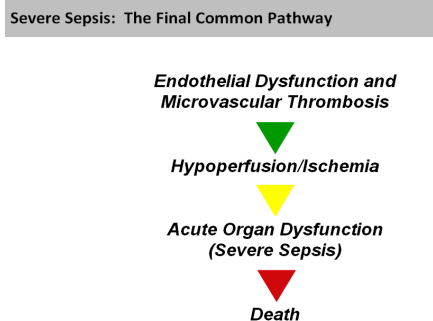 Severe Sepsis: The Final Common Pathway
Endothelial Dysfunction and
Microvascular Thrombosis
Hypoperfusion/Ischemia
Acute Organ Dysfunction
(Severe Sepsis)
Death